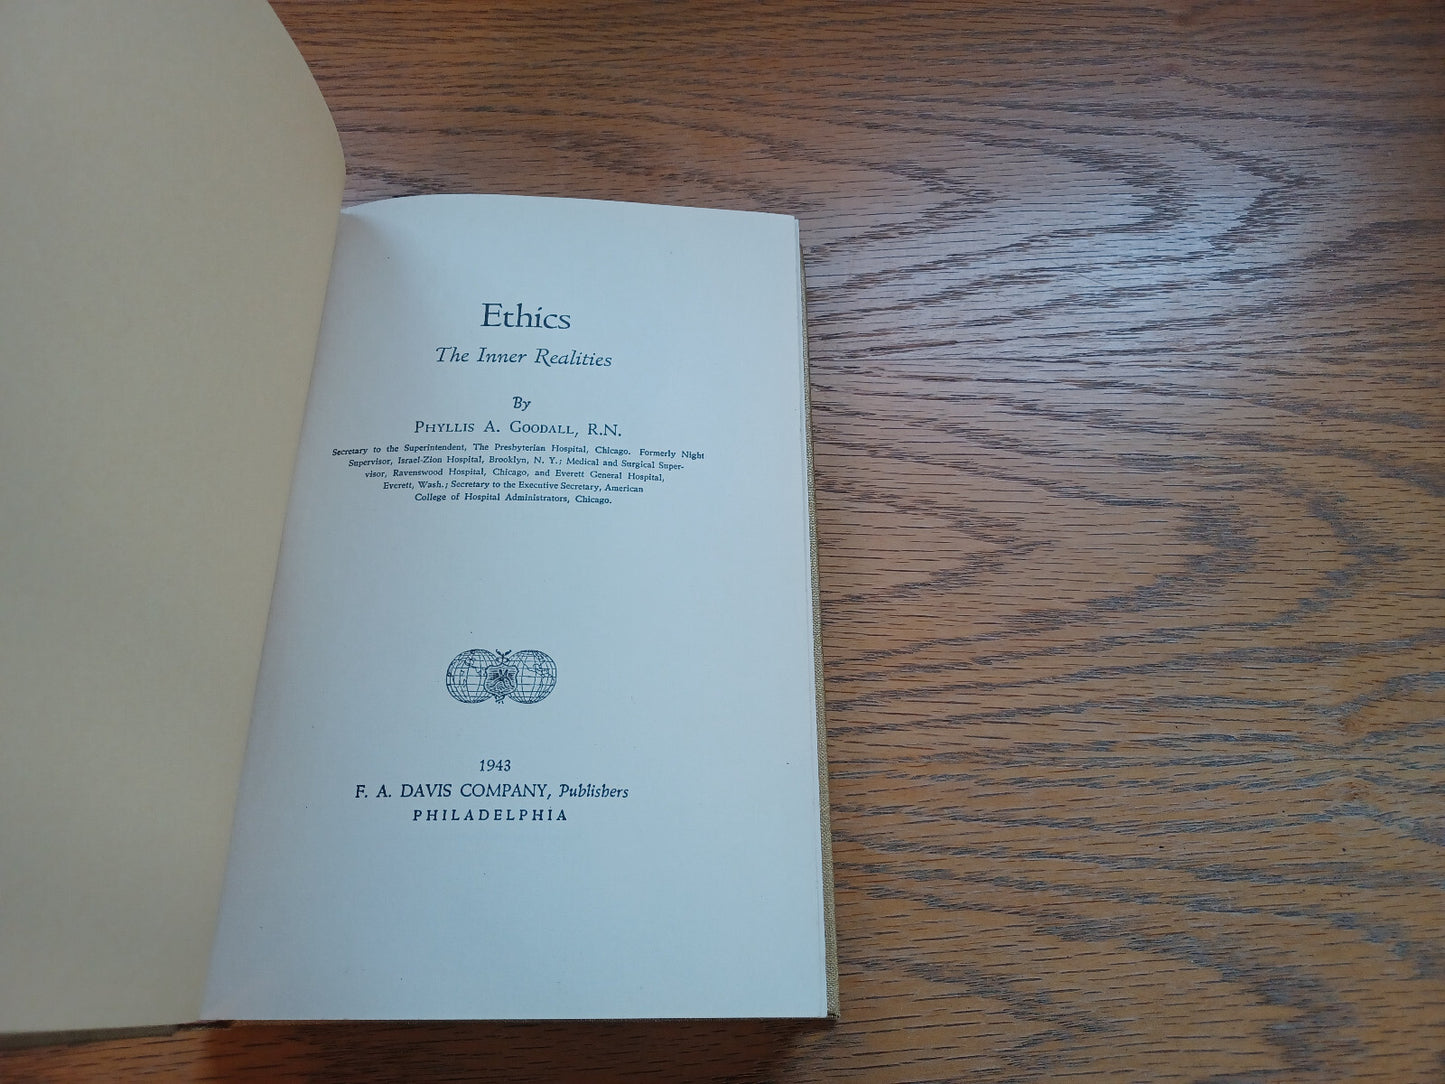 Ethics
The Inner Realities
By
PHYLLIS A. GOODALL, R.N.
Secretary to the Superintendent, The Presbyterian Hospital, Chicago. Formerly Night
Supervisor, Israel-Zion Hospital, Brooklyn, N. Y.; Medical and Surgical Super-
visor, Ravenswood Hospital, Chicago, and Everett General Hospital,
Everett, Wash.; Secretary to the Executive Secretary, American
College of Hospital Administrators, Chicago.
1943
F. A. DAVIS COMPANY, Publishers
PHILADELPHIA